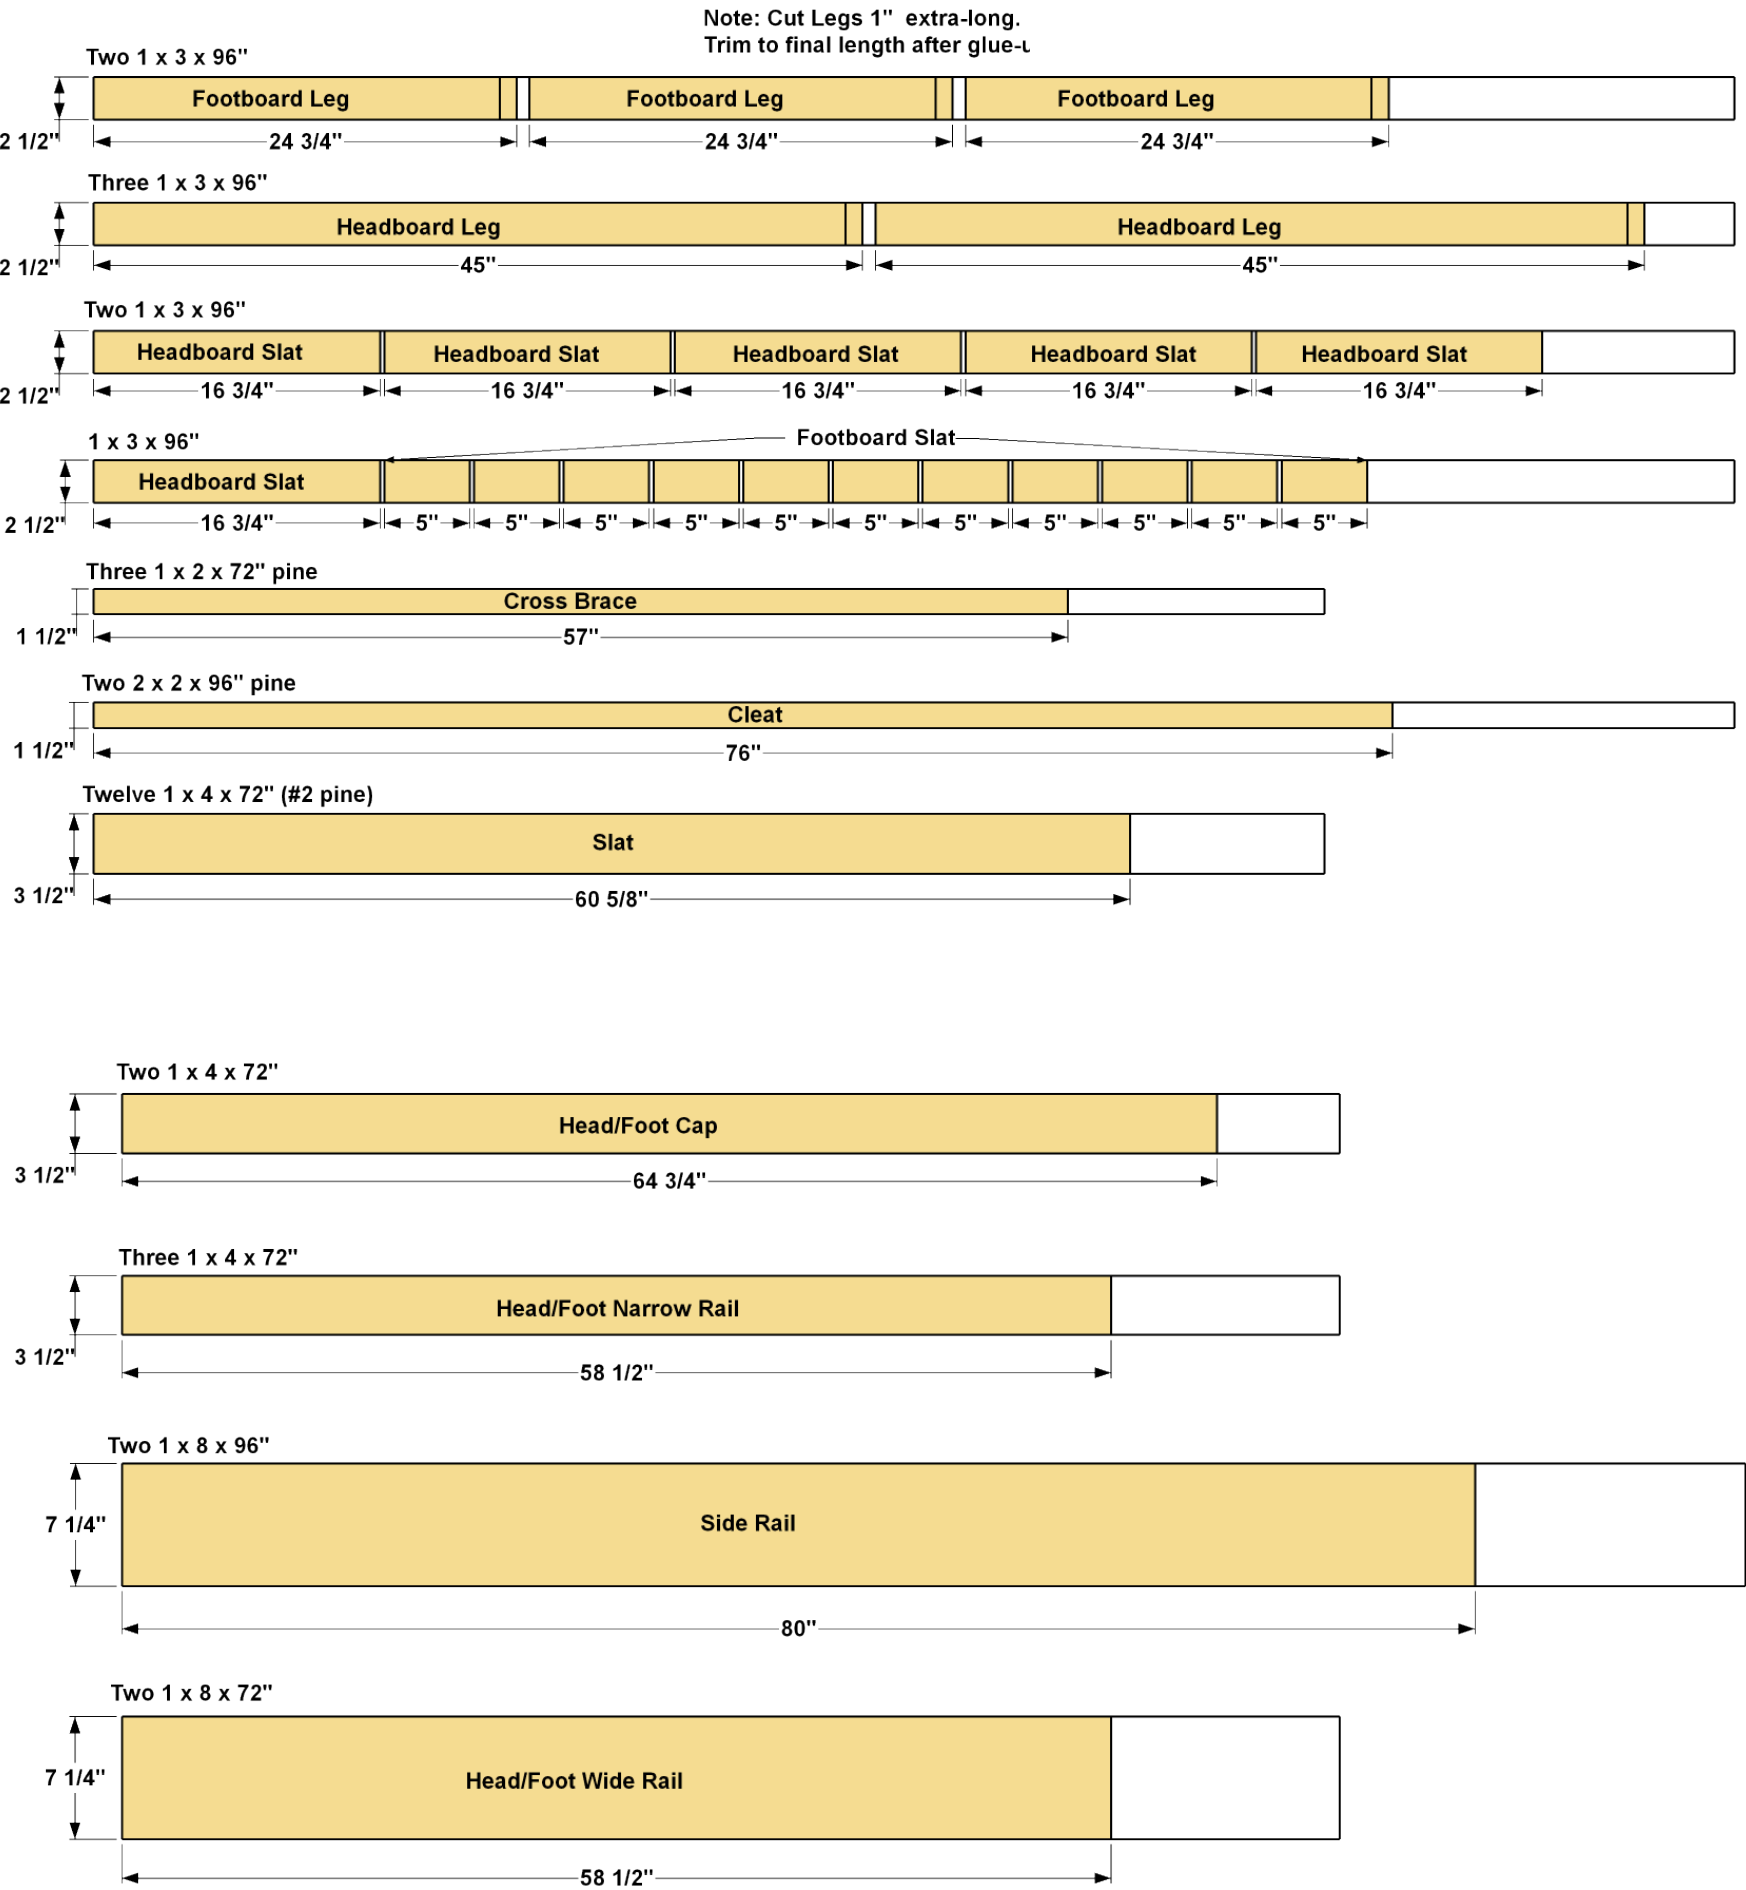 Note: Cut Legs 1" extra-long.
Trim to final length after glue-u
Two 1 x 3 x 96"
Footboard Leg Footboard Leg Footboard Leg
2 1/2" 24 3/4" 24 3/4" 24 3/4"
Three 1 x 3 x 96"
Headboard Leg Headboard Leg
2 1/2" 45" 45"
Two 1 x 3 x 96"
Headboard Slat Headboard Slat Headboard Slat Headboard Slat Headboard Slat
2 1/2" 16 3/4" 16 3/4" 16 3/4" 16 3/4" 16 3/4"
1 x 3 x 96" Footboard Slat
Headboard Slat
2 1/2" 16 3/4" 5" 5" 5" 5" 5" 5" 5" 5" 5" 5" 5"
Three 1 x 2 x 72" pine
Cross Brace
1 1/2" 57"
Two 2 x 2 x 96" pine
Cleat
1 1/2" 76"
Twelve 1 x 4 x 72" (#2 pine)
Slat
3 1/2" 60 5/8"
Two 1 x 4 x 72"
Head/Foot Cap
3 1/2" 64 3/4"
Three 1 x 4 x 72"
Head/Foot Narrow Rail
3 1/2" 58 1/2"
Two 1 x 8 x 96"
7 1/4" Side Rail
80"
Two 1 x 8 x 72"
7 1/4" Head/Foot Wide Rail
58 1/2"